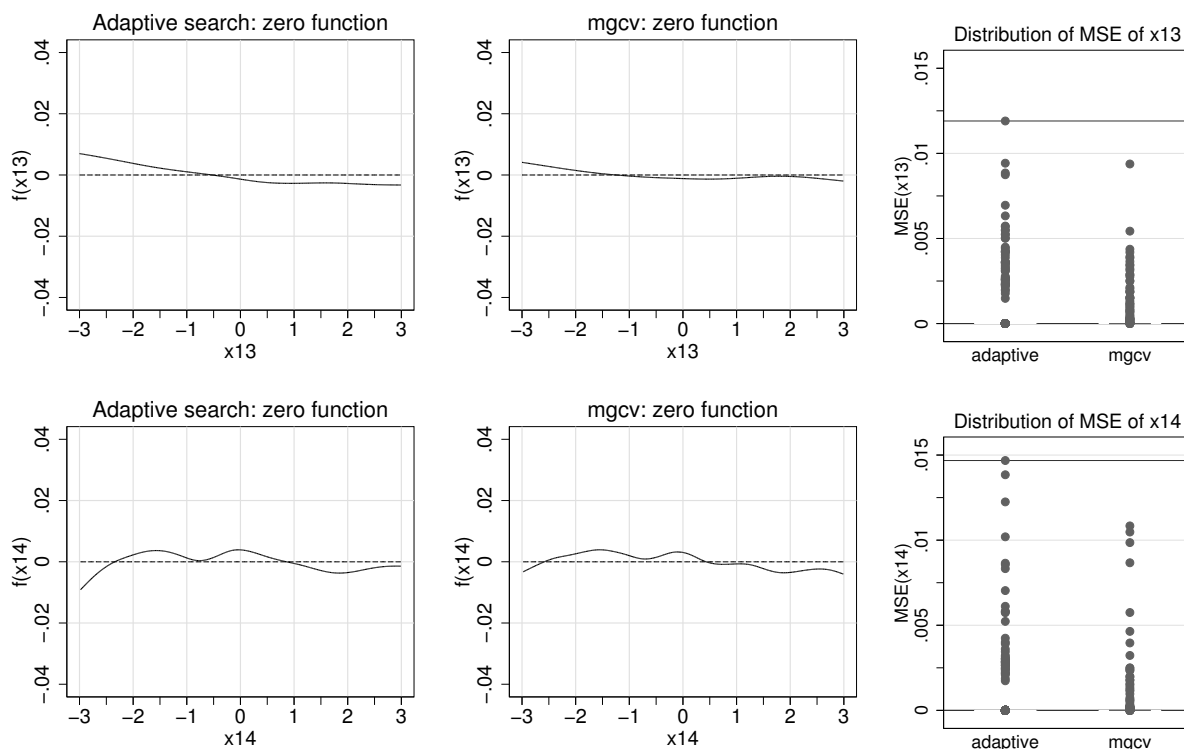 Adaptive search: zero function
.04
.02
0
−.02
−.04
f(x13)
−3 −2 −1 0 1 2 3
x13
mgcv: zero function
.04
.02
0
−.02
−.04
f(x13)
−3 −2 −1 0 1 2 3
x13
Distribution of MSE of x13
.015
.01
.005
0
MSE(x13)
adaptive mgcv
Adaptive search: zero function
.04
.02
0
−.02
−.04
f(x14)
−3 −2 −1 0 1 2 3
x14
mgcv: zero function
.04
.02
0
−.02
−.04
f(x14)
−3 −2 −1 0 1 2 3
x14
Distribution of MSE of x14
.015
.01
.005
0
MSE(x14)
adaptive mgcv